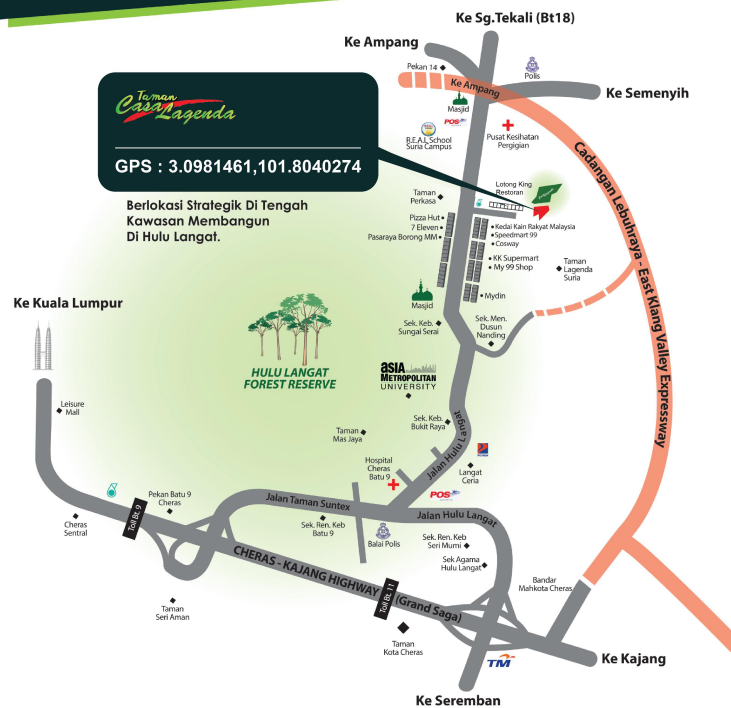 Ke Sg.Tekali (Bt18)
Ke Ampang
Pekan 14
Polis
Ke Ampang
Ke Semenyih
Masjid
POS
R.E.A.L School
Suria Campus
Pusat Kesihatan
Pergigian
Taman
Casa Lagenda
GPS : 3.0981461,101.8040274
Berlokasi Strategik Di Tengah
Kawasan Membangun
Di Hulu Langat.
Cadangan Lebuhraya - East Klang Valley Expressway
Lotong King
Restoran
Taman
Perkasa
Pizza Hut
7 Eleven
Pasaraya Borong MM
Kedai Kain Rakyat Malaysia
Speedmart 99
Cosway
KK Supermart
My 99 Shop
Taman
Lagenda
Suria
Mydin
Masjid
Sek. Keb.
Sungai Serai
Sek. Men.
Dusun
Nanding
Ke Kuala Lumpur
HULU LANGAT
FOREST RESERVE
ASIA
METROPOLITAN
UNIVERSITY
Leisure
Mall
Taman
Mas Jaya
Sek. Keb.
Bukit Raya
Jalan Hulu Langat
Hospital
Cheras
Batu 9
Langat
Ceria
POS
Pekan Batu 9
Cheras
Jalan Taman Suntex
Jalan Hulu Langat
Cheras
Sentral
Toll Bt. 9
Sek. Ren. Keb
Batu 9
Balai Polis
Sek. Ren. Keb
Seri Mumi
Sek Agama
Hulu Langat
CHERAS - KAJANG HIGHWAY (Grand Saga)
Toll Bt. 11
Bandar
Mahkota Cheras
Taman
Seri Aman
Taman
Kota Cheras
TM
Ke Kajang
Ke Seremban